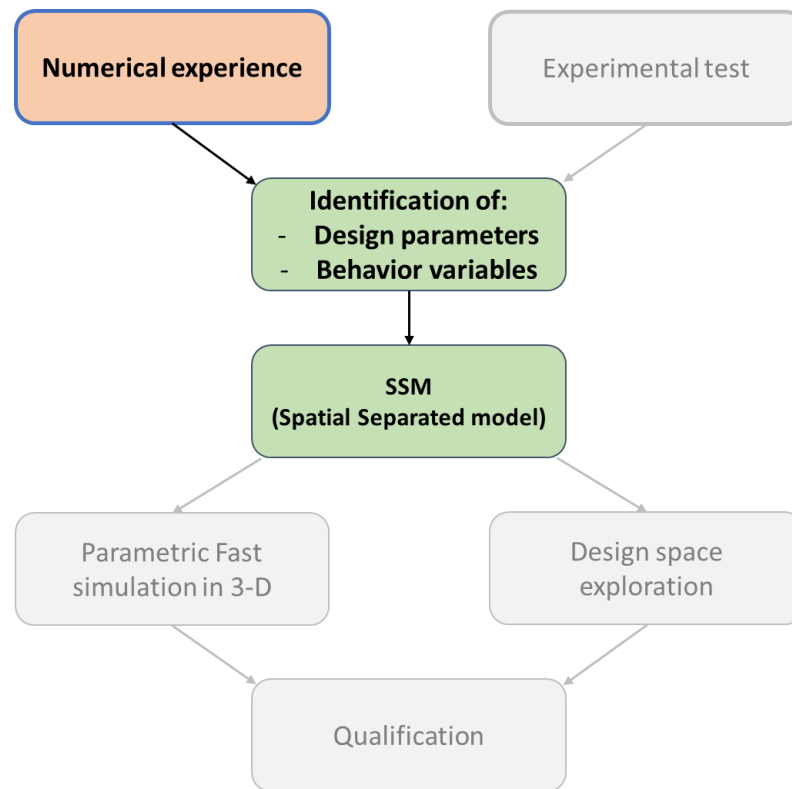 Numerical experience
Experimental test
Identification of:
- Design parameters
- Behavior variables
SSM
(Spatial Separated model)
Parametric Fast
simulation in 3-D
Design space
exploration
Qualification